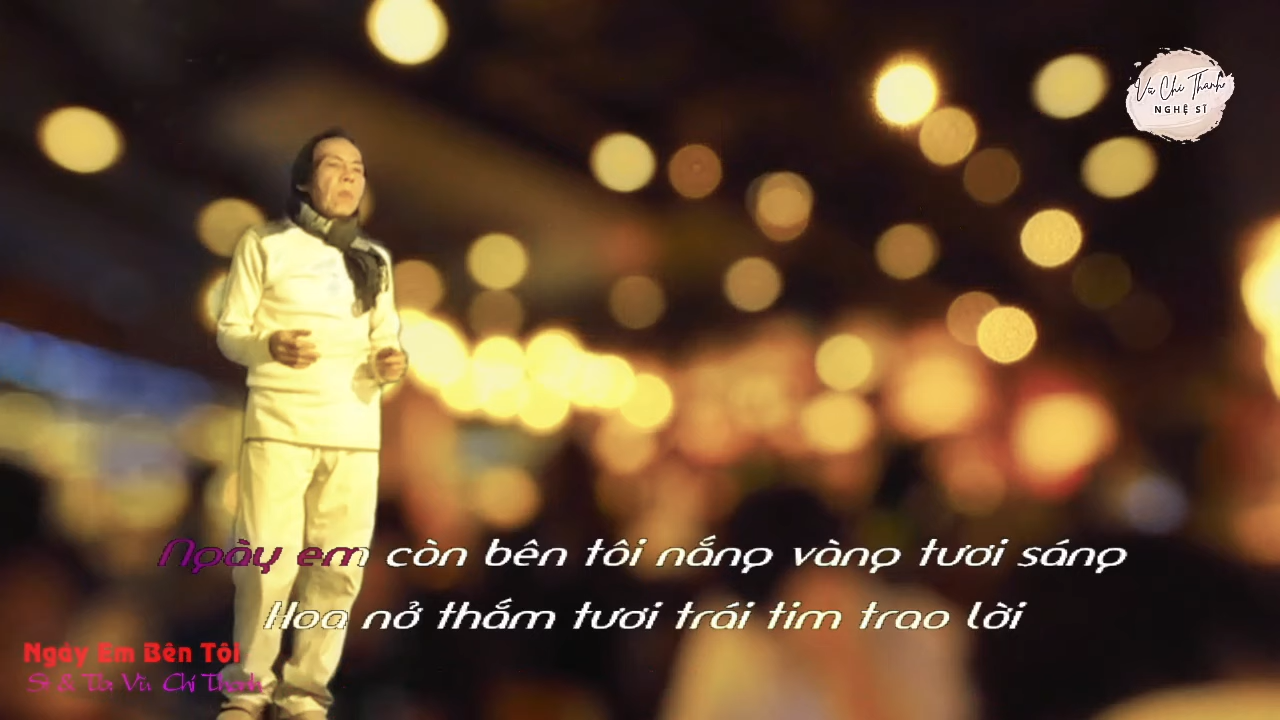 Vũ Chí Thanh
NGHỆ SĨ
Ngày em còn bên tôi nắng vàng tươi sáng
Hoa nở thắm tươi trái tim trao lời
Ngày Em Bên Tôi
St & Tb: Vũ Chí Thanh